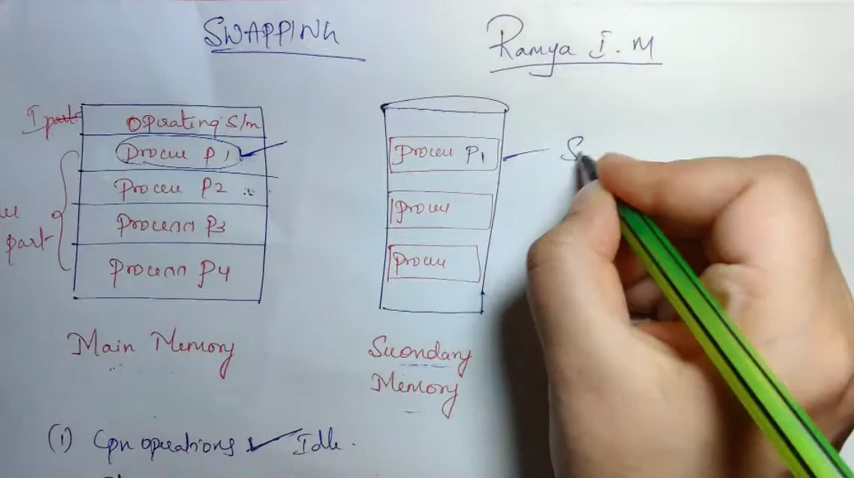 SWAPPING
Ramya I. M
I part
Operating S/m
Process P1
Process P2
Process P3
Process P4
part
Process P1
Process
Process
S
Main Memory
Secondary
Memory
(1) Cpu operations ✓ Idle.